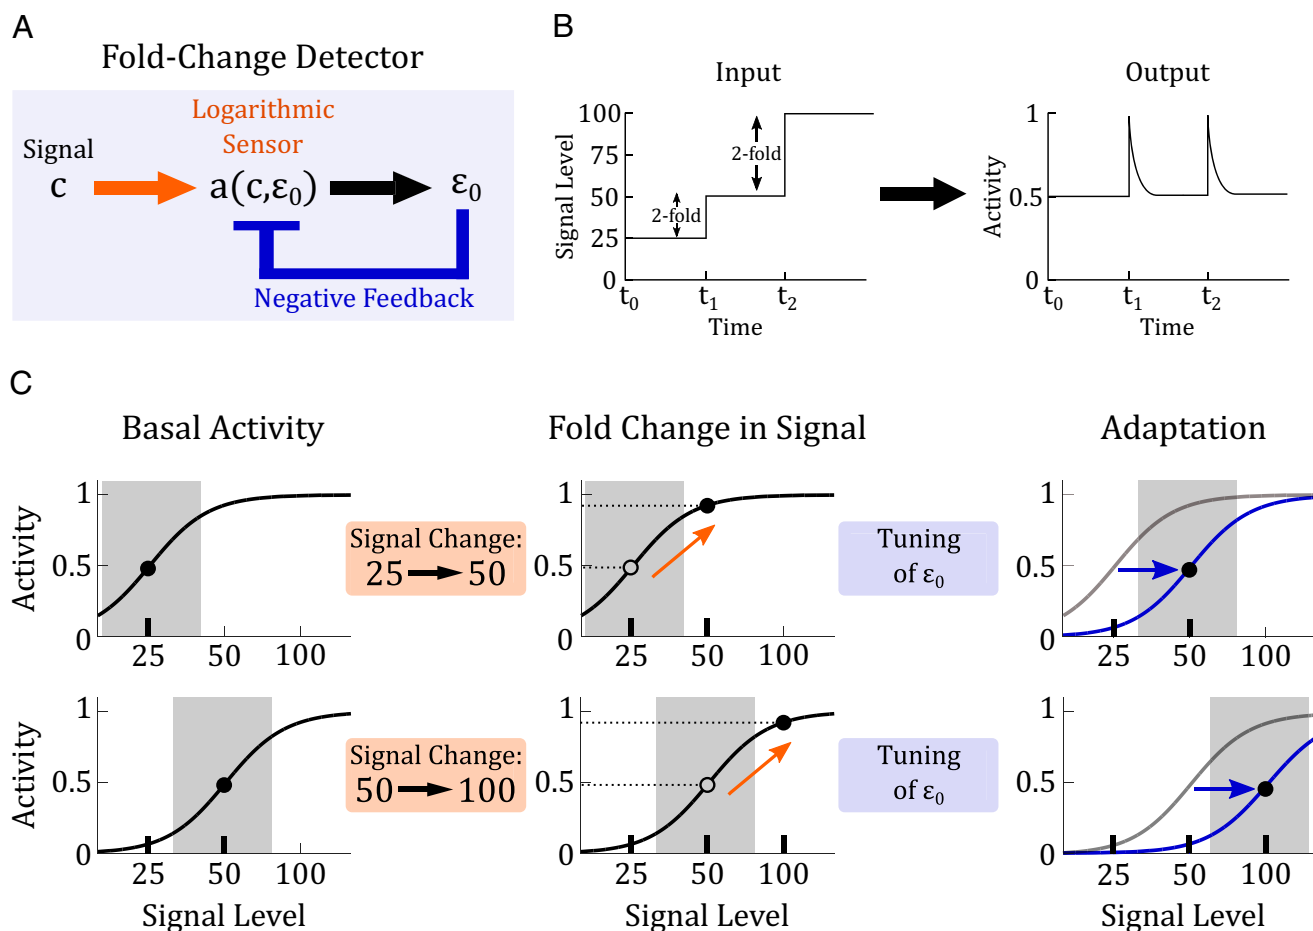 A
Fold-Change Detector
Logarithmic
Sensor
Signal
c
a(c,ε₀)
ε₀
Negative Feedback
B
Input
Signal Level
100
75
50
25
0
2-fold
2-fold
t₀
t₁
t₂
Time
Output
Activity
1
0.5
0
t₀
t₁
t₂
Time
C
Basal Activity
Fold Change in Signal
Adaptation
Activity
1
0.5
0
25
50
100
Signal Change:
25 50
1
0.5
0
25
50
100
Tuning
of ε₀
1
0.5
0
25
50
100
Activity
1
0.5
0
25
50
100
Signal Level
Signal Change:
50 100
1
0.5
0
25
50
100
Tuning
of ε₀
1
0.5
0
25
50
100
Signal Level